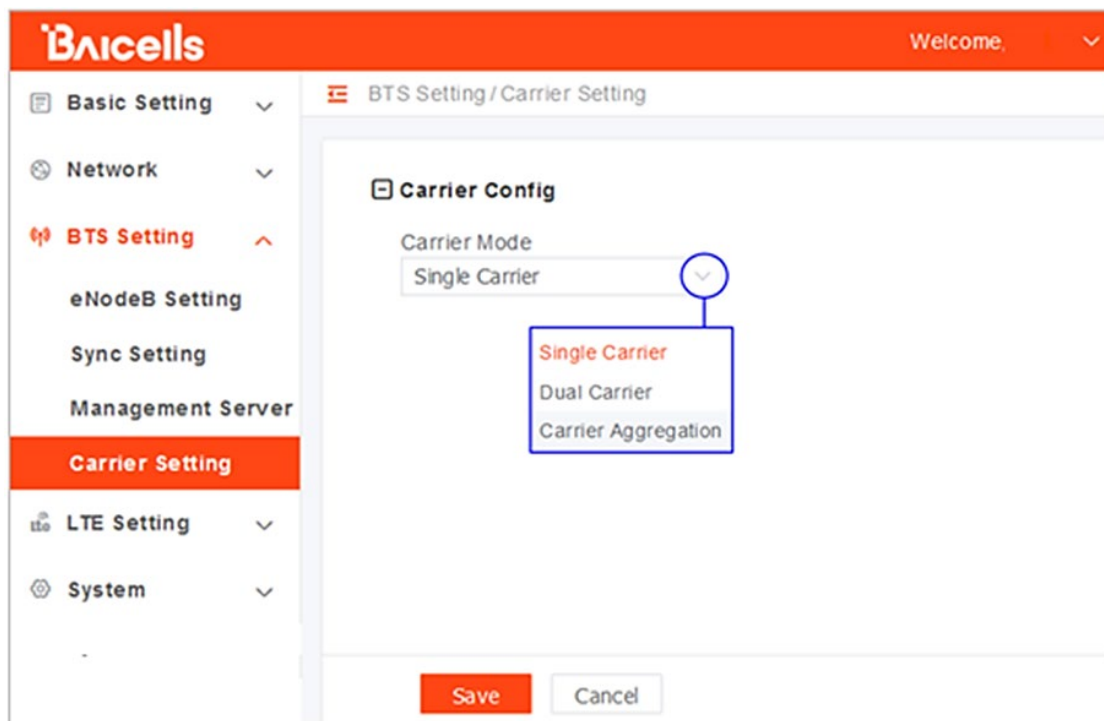 BAICELLS
Welcome,
Basic Setting
BTS Setting / Carrier Setting
Network
Carrier Config
BTS Setting
Carrier Mode
Single Carrier
eNodeB Setting
Sync Setting
Single Carrier
Dual Carrier
Management Server
Carrier Aggregation
Carrier Setting
LTE Setting
System
Save
Cancel